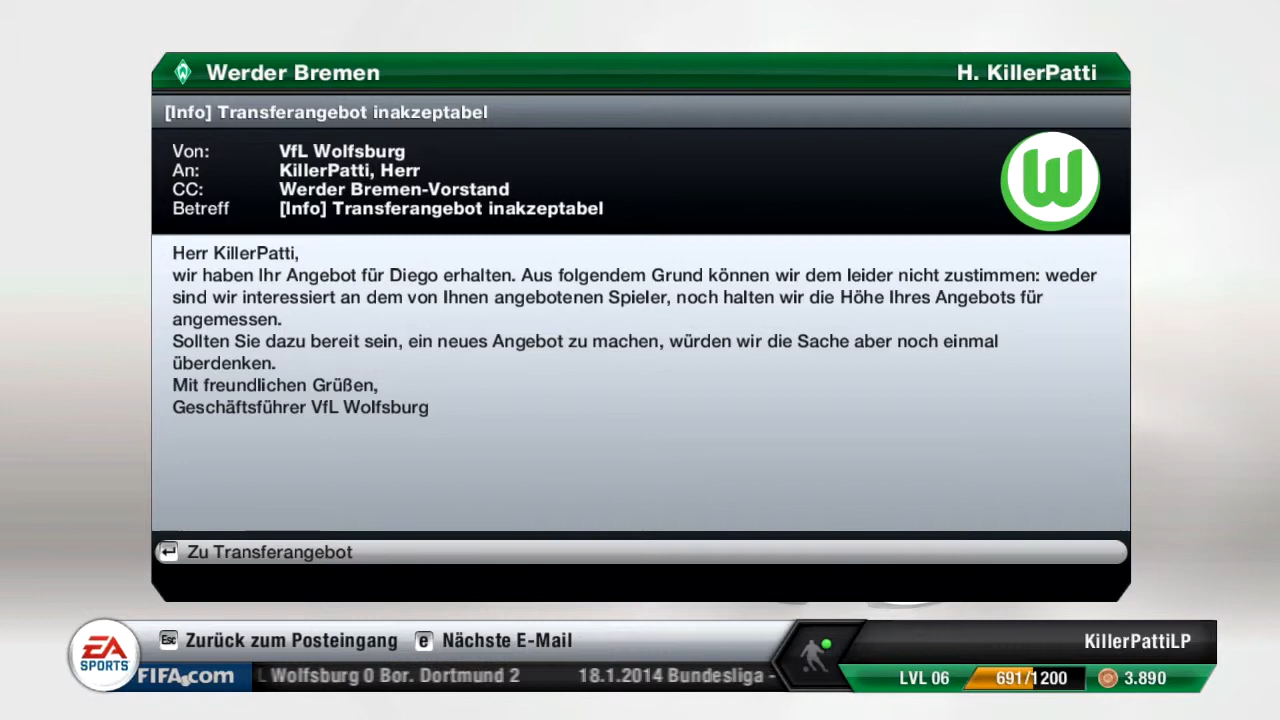 Werder Bremen
H. KillerPatti
[Info] Transferangebot inakzeptabel
Von: VfL Wolfsburg
An: KillerPatti, Herr
CC: Werder Bremen-Vorstand
Betreff [Info] Transferangebot inakzeptabel
Herr KillerPatti,
wir haben Ihr Angebot für Diego erhalten. Aus folgendem Grund können wir dem leider nicht zustimmen: weder
sind wir interessiert an dem von Ihnen angebotenen Spieler, noch halten wir die Höhe Ihres Angebots für
angemessen.
Sollten Sie dazu bereit sein, ein neues Angebot zu machen, würden wir die Sache aber noch einmal
überdenken.
Mit freundlichen Grüßen,
Geschäftsführer VfL Wolfsburg
Zu Transferangebot
Esc Zurück zum Posteingang e Nächste E-Mail
KillerPattiLP
EA SPORTS
FIFA.com
L Wolfsburg 0 Bor. Dortmund 2 18.1.2014 Bundesliga -
LVL 06 691/1200 3.890